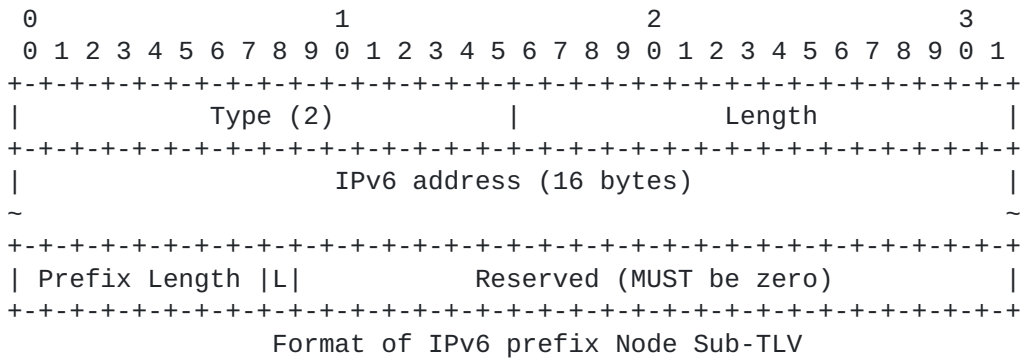 0                   1                   2                   3
 0 1 2 3 4 5 6 7 8 9 0 1 2 3 4 5 6 7 8 9 0 1 2 3 4 5 6 7 8 9 0 1
+-+-+-+-+-+-+-+-+-+-+-+-+-+-+-+-+-+-+-+-+-+-+-+-+-+-+-+-+-+-+-+-+
|            Type (2)           |             Length            |
+-+-+-+-+-+-+-+-+-+-+-+-+-+-+-+-+-+-+-+-+-+-+-+-+-+-+-+-+-+-+-+-+
|                    IPv6 address (16 bytes)                    |
~                                                               ~
+-+-+-+-+-+-+-+-+-+-+-+-+-+-+-+-+-+-+-+-+-+-+-+-+-+-+-+-+-+-+-+-+
| Prefix Length |L|           Reserved (MUST be zero)           |
+-+-+-+-+-+-+-+-+-+-+-+-+-+-+-+-+-+-+-+-+-+-+-+-+-+-+-+-+-+-+-+-+
                 Format of IPv6 prefix Node Sub-TLV